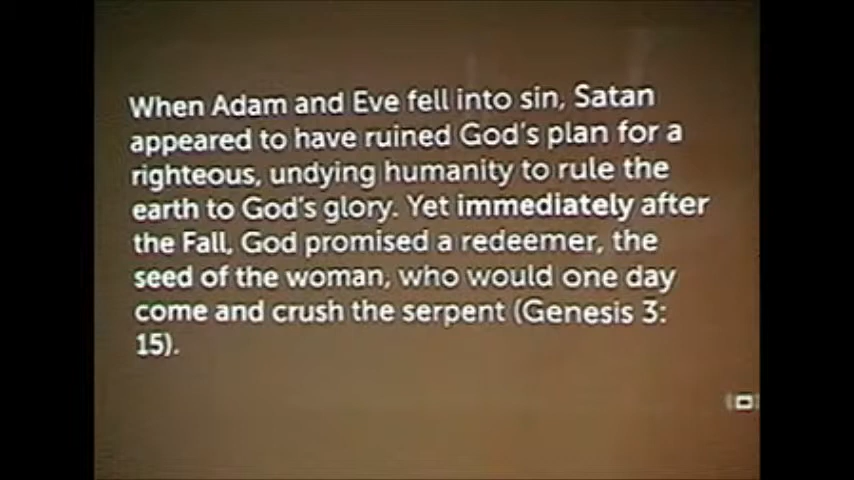 When Adam and Eve fell into sin, Satan
appeared to have ruined God's plan for a
righteous, undying humanity to rule the
earth to God's glory. Yet immediately after
the Fall, God promised a redeemer, the
seed of the woman, who would one day
come and crush the serpent (Genesis 3:
15).